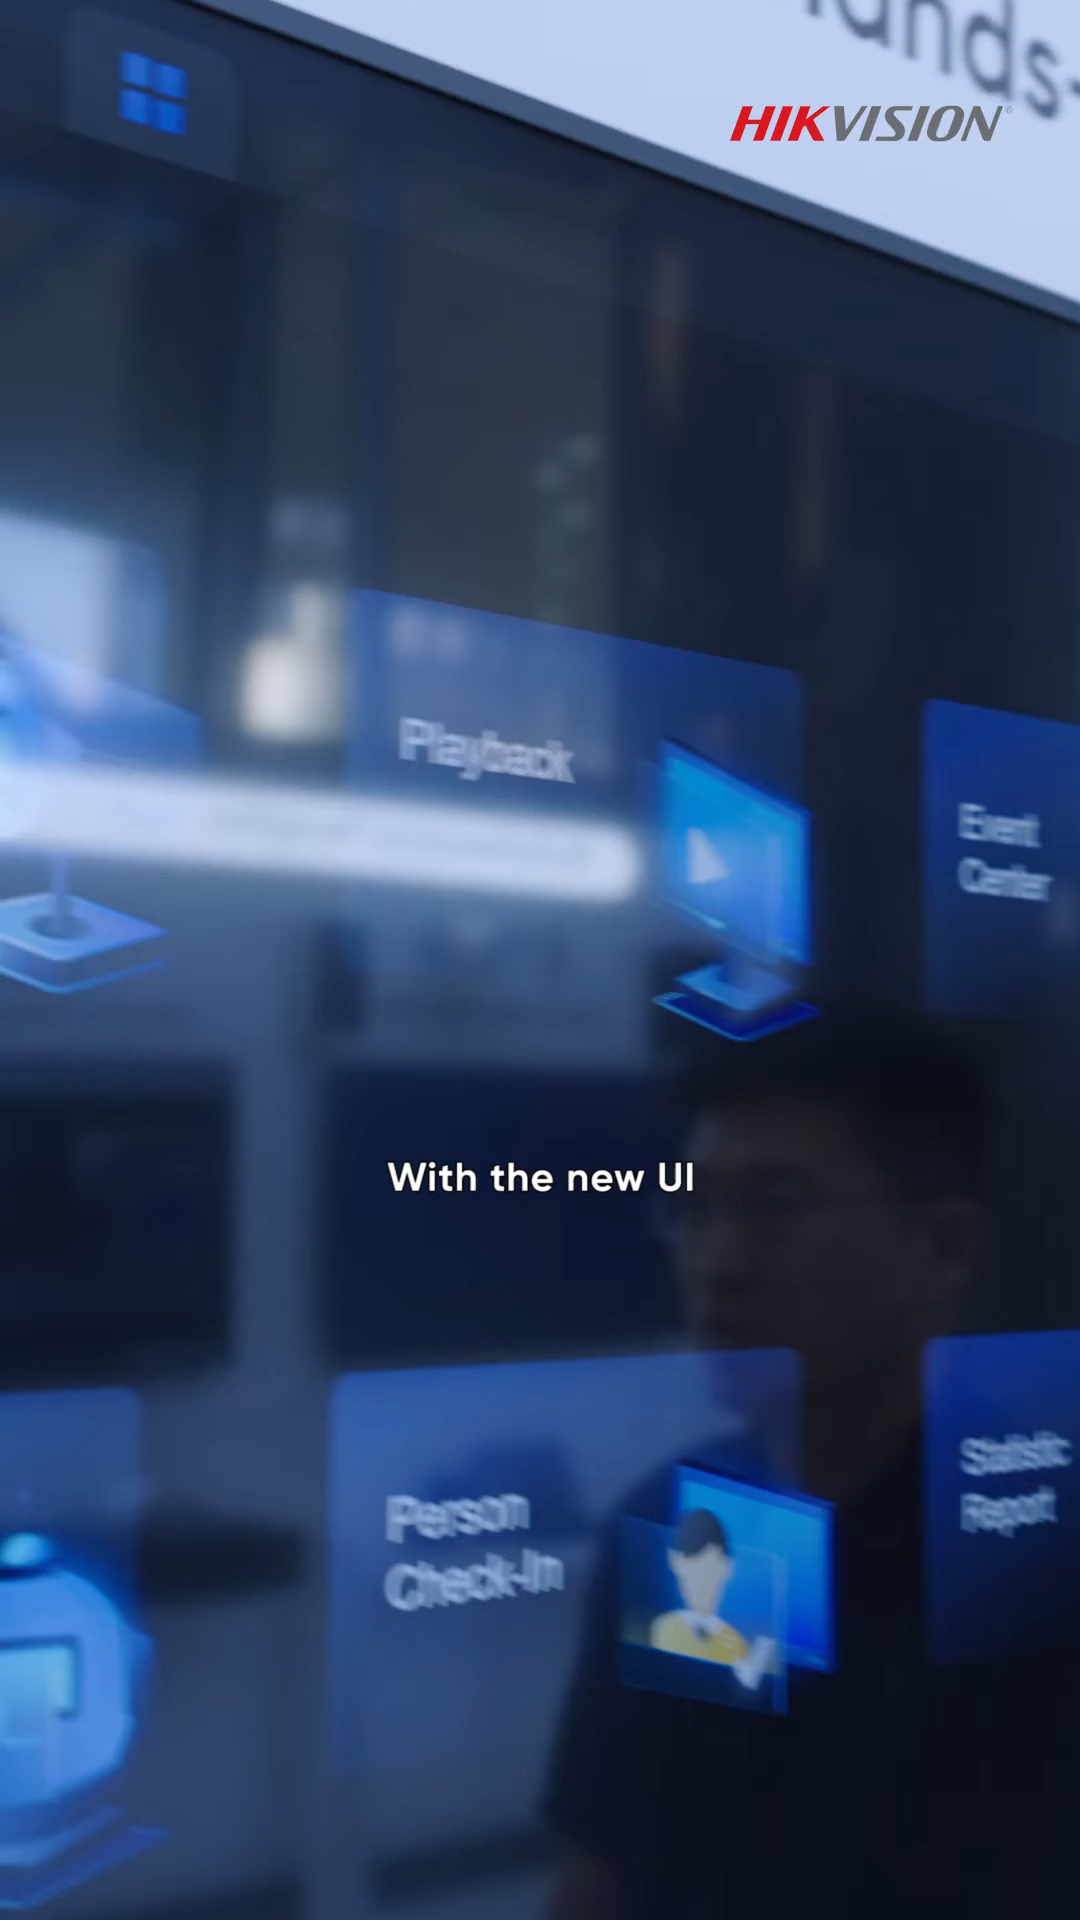 HIKVISION®
Playback
Event
Center
With the new UI
Person
Check-In
Statistic
Report